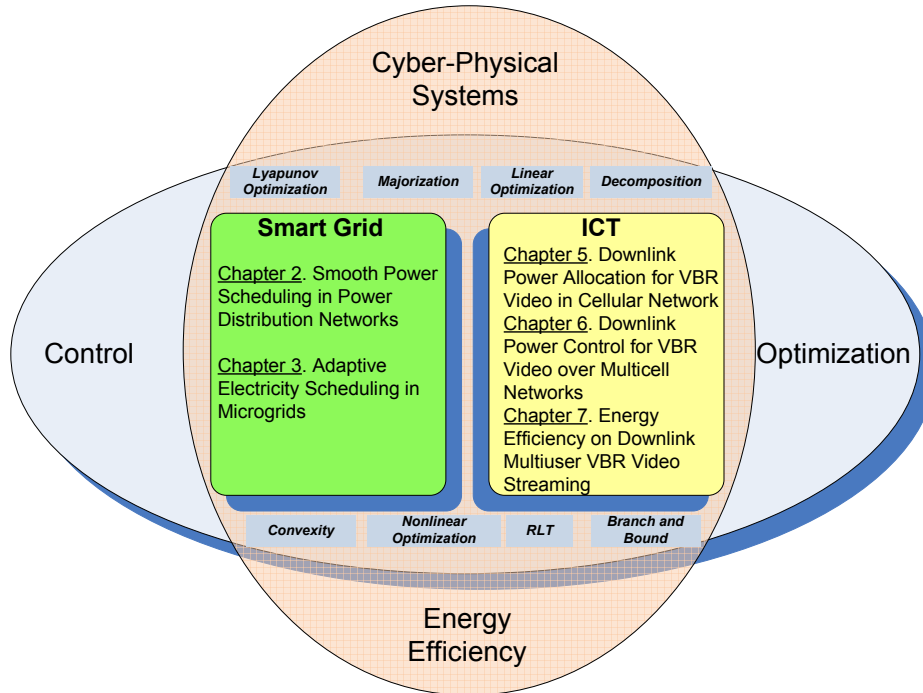 Cyber-Physical
Systems
Lyapunov
Optimization
Majorization
Linear
Optimization
Decomposition
Control
Smart Grid
Chapter 2. Smooth Power
Scheduling in Power
Distribution Networks
Chapter 3. Adaptive
Electricity Scheduling in
Microgrids
ICT
Chapter 5. Downlink
Power Allocation for VBR
Video in Cellular Network
Chapter 6. Downlink
Power Control for VBR
Video over Multicell
Networks
Chapter 7. Energy
Efficiency on Downlink
Multiuser VBR Video
Streaming
Optimization
Convexity
Nonlinear
Optimization
RLT
Branch and
Bound
Energy
Efficiency